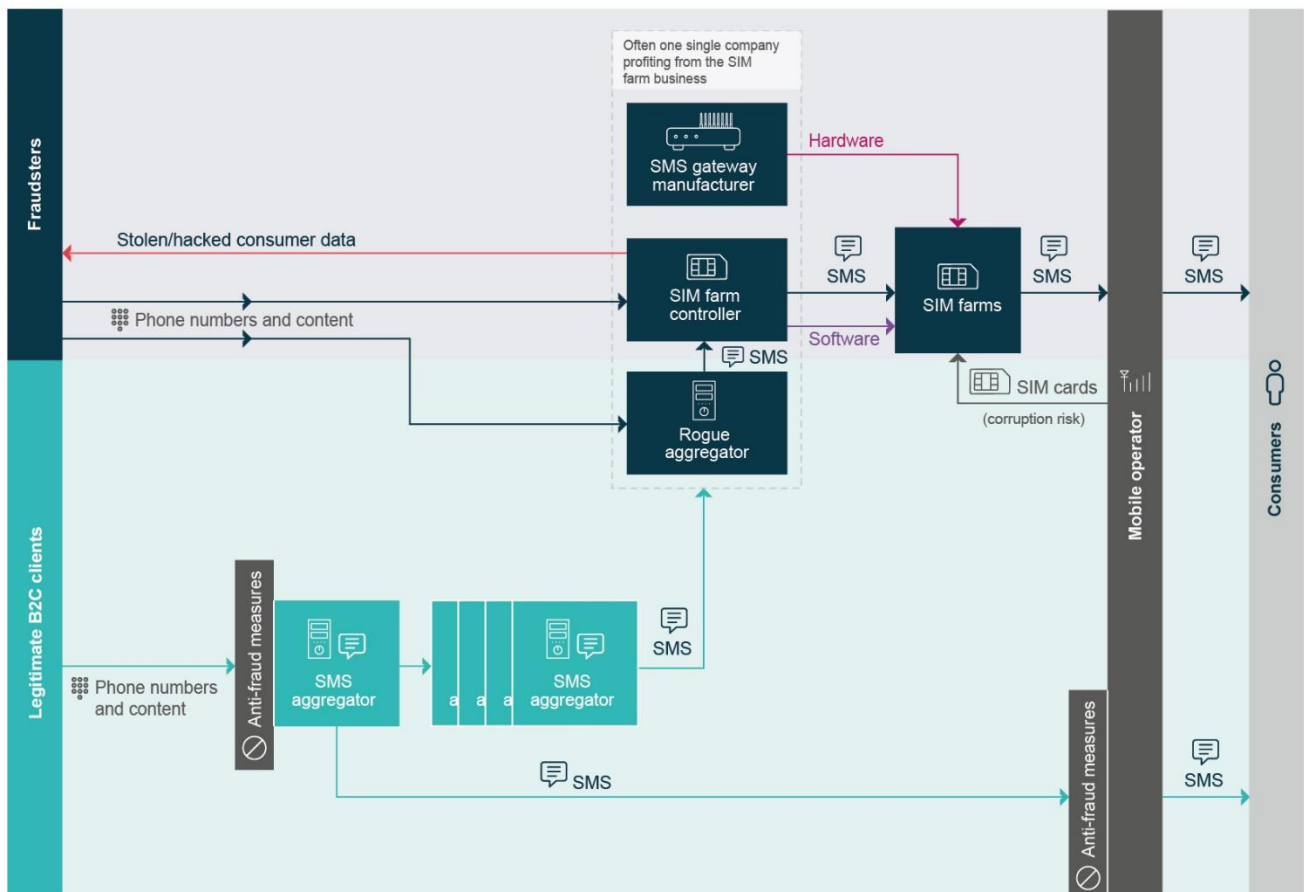 Often one single company
profiting from the SIM
farm business
SMS gateway
manufacturer
Hardware
Fraudsters
Stolen/hacked consumer data
Phone numbers and content
SIM farm
controller
SMS
Software
SIM farms
SMS
SMS
SMS
Rogue
aggregator
SIM cards
(corruption risk)
Mobile operator
Consumers
Legitimate B2C clients
Phone numbers
and content
Anti-fraud measures
SMS
aggregator
a
a
a
SMS
aggregator
SMS
SMS
Anti-fraud measures
SMS